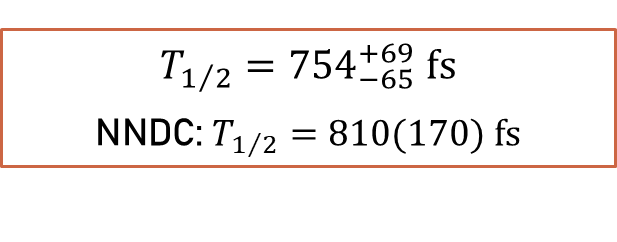 T_{1/2} = 754^{+69}_{-65} fs
NNDC: T_{1/2} = 810(170) fs